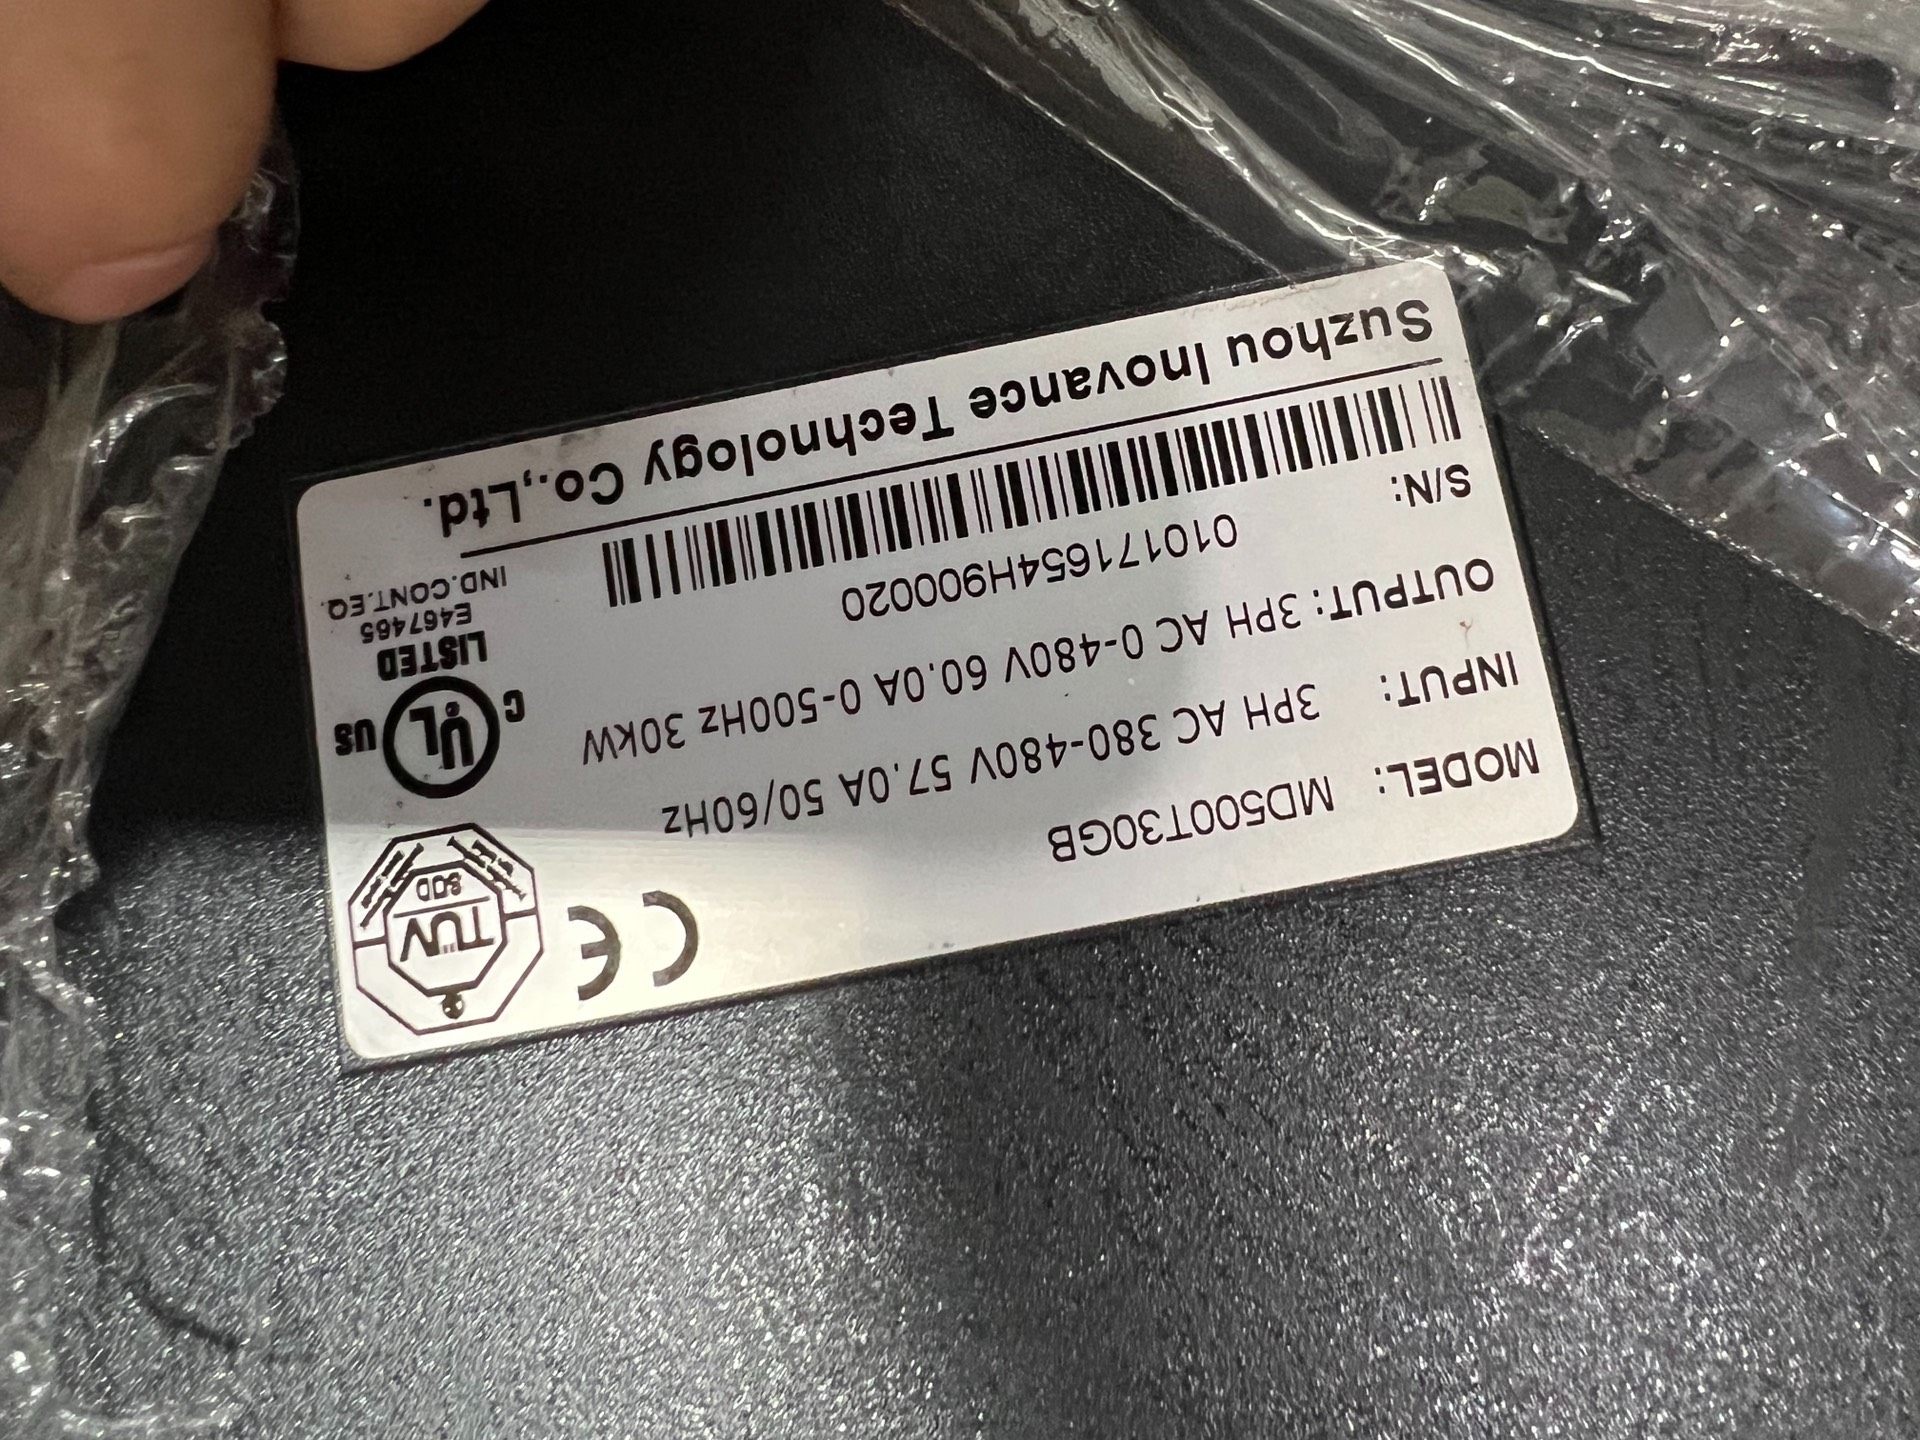 MODEL: MD500T30GB
INPUT: 3PH AC 380-480V 57.0A 50/60Hz
OUTPUT: 3PH AC 0-480V 60.0A 0-500Hz 30kW
S/N:
010171654H900020
Suzhou Inovance Technology Co.,Ltd.
CE
TÜV
SÜD
C UL US
LISTED
E467465
IND.CONT.EQ.